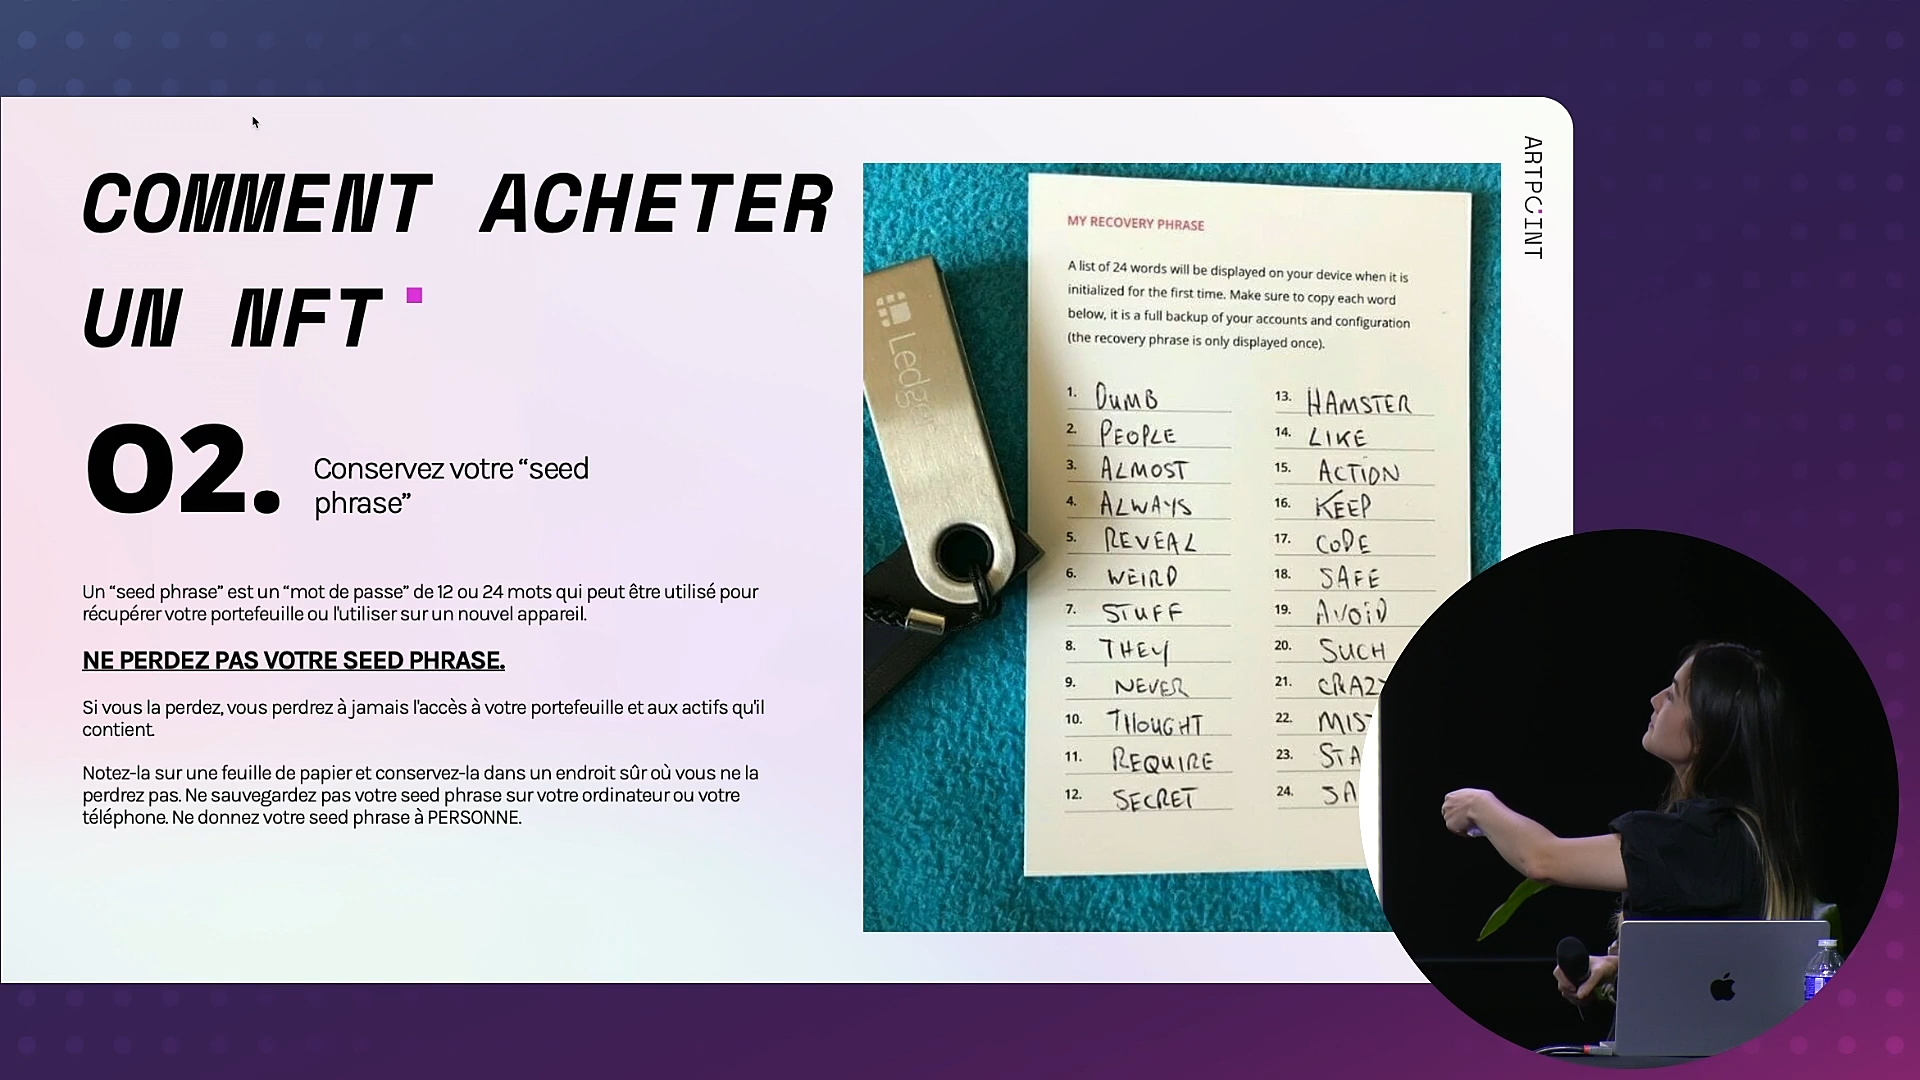 COMMENT ACHETER
UN NFT
02.
Conservez votre “seed
phrase”
Un “seed phrase” est un “mot de passe” de 12 ou 24 mots qui peut être utilisé pour
récupérer votre portefeuille ou l'utiliser sur un nouvel appareil.
NE PERDEZ PAS VOTRE SEED PHRASE.
Si vous la perdez, vous perdrez à jamais l'accès à votre portefeuille et aux actifs qu'il
contient.
Notez-la sur une feuille de papier et conservez-la dans un endroit sûr où vous ne la
perdrez pas. Ne sauvegardez pas votre seed phrase sur votre ordinateur ou votre
téléphone. Ne donnez votre seed phrase à PERSONNE.
Ledger
MY RECOVERY PHRASE
A list of 24 words will be displayed on your device when it is
initialized for the first time. Make sure to copy each word
below, it is a full backup of your accounts and configuration
(the recovery phrase is only displayed once).
1. DUMB
2. PEOPLE
3. ALMOST
4. ALWAYS
5. REVEAL
6. WEIRD
7. STUFF
8. THEY
9. NEVER
10. THOUGHT
11. REQUIRE
12. SECRET
13. HAMSTER
14. LIKE
15. ACTION
16. KEEP
17. CODE
18. SAFE
19. AVOID
20. SUCH
21. CRAZY
22.
23.
24.
ARTPOINT